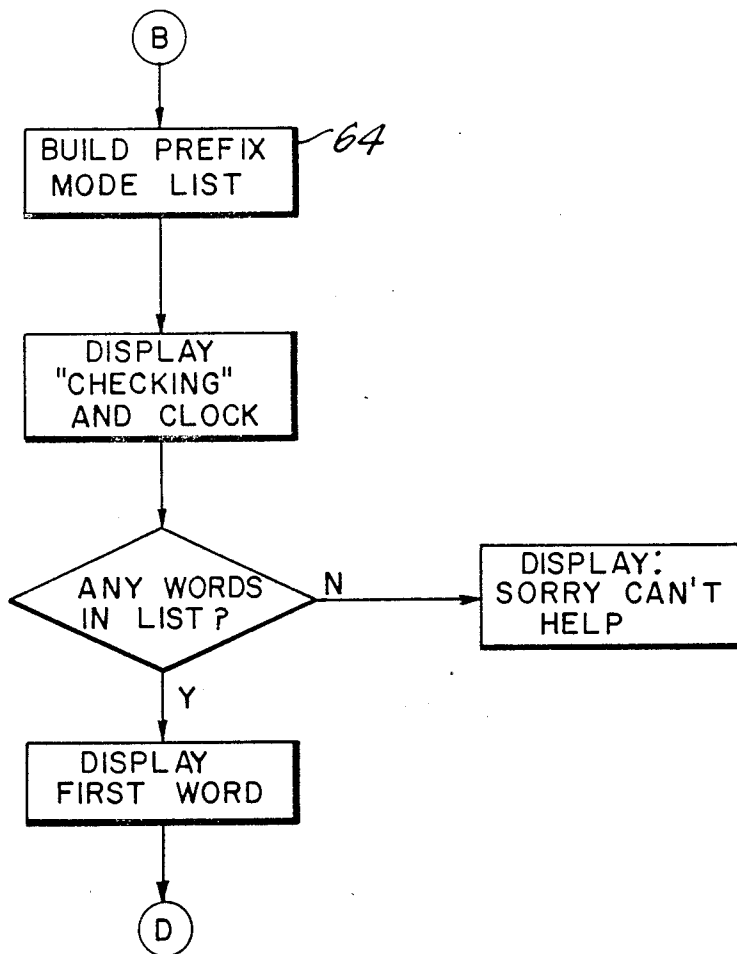 B
BUILD PREFIX
MODE LIST
64
DISPLAY
"CHECKING"
AND CLOCK
ANY WORDS
IN LIST?
N
DISPLAY:
SORRY CAN'T
HELP
Y
DISPLAY
FIRST WORD
D